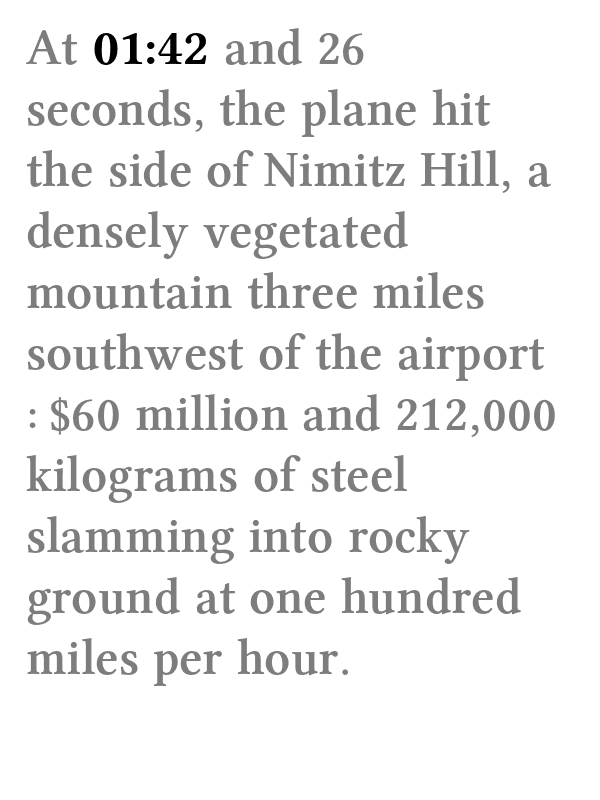 At 01:42 and 26
seconds, the plane hit
the side of Nimitz Hill, a
densely vegetated
mountain three miles
southwest of the airport
: $60 million and 212,000
kilograms of steel
slamming into rocky
ground at one hundred
miles per hour.